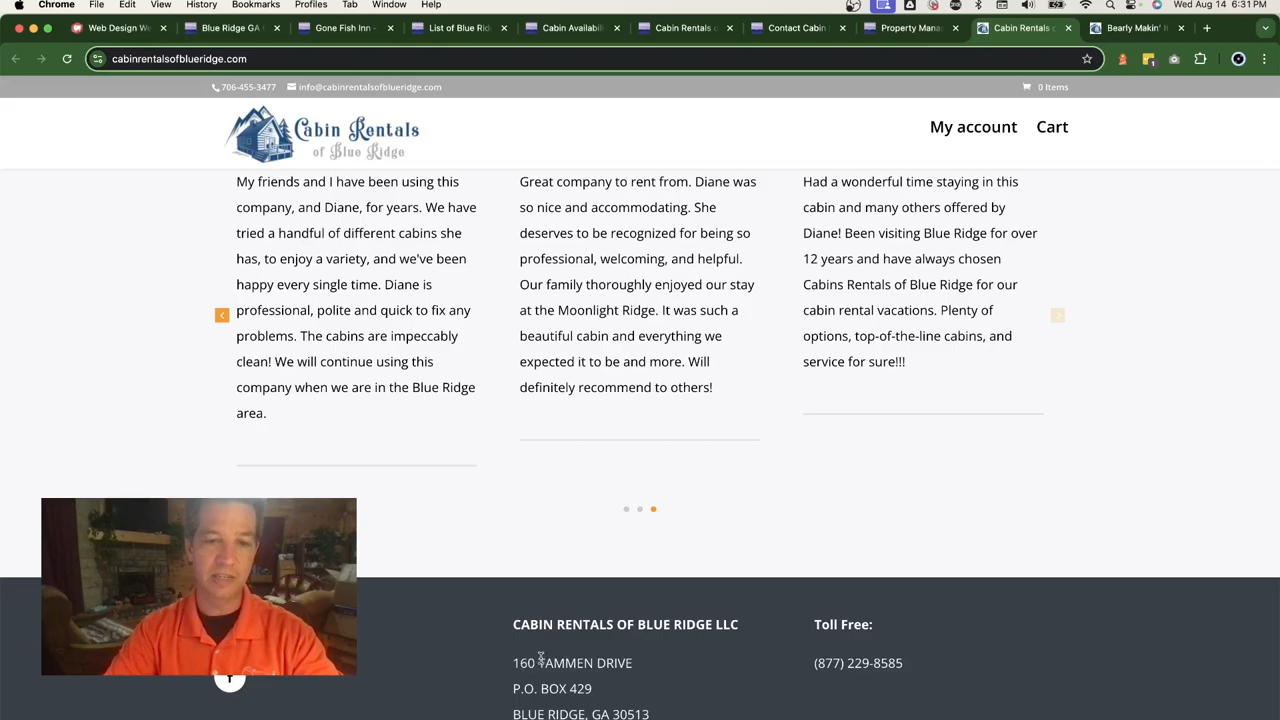 Chrome File Edit View History Bookmarks Profiles Tab Window Help
Wed Aug 14 6:31 PM
Web Design We
Blue Ridge GA
Gone Fish Inn -
List of Blue Rid
Cabin Availabili
Cabin Rentals o
Contact Cabin
Property Mana
Cabin Rentals o
Bearly Makin' I
cabinrentalsofblueridge.com
706-455-3477 info@cabinrentalsofblueridge.com 0 Items
Cabin Rentals
of Blue Ridge
My account Cart
My friends and I have been using this
company, and Diane, for years. We have
tried a handful of different cabins she
has, to enjoy a variety, and we've been
happy every single time. Diane is
professional, polite and quick to fix any
problems. The cabins are impeccably
clean! We will continue using this
company when we are in the Blue Ridge
area.
Great company to rent from. Diane was
so nice and accommodating. She
deserves to be recognized for being so
professional, welcoming, and helpful.
Our family thoroughly enjoyed our stay
at the Moonlight Ridge. It was such a
beautiful cabin and everything we
expected it to be and more. Will
definitely recommend to others!
Had a wonderful time staying in this
cabin and many others offered by
Diane! Been visiting Blue Ridge for over
12 years and have always chosen
Cabins Rentals of Blue Ridge for our
cabin rental vacations. Plenty of
options, top-of-the-line cabins, and
service for sure!!!
CABIN RENTALS OF BLUE RIDGE LLC
160 TAMMEN DRIVE
P.O. BOX 429
BLUE RIDGE, GA 30513
Toll Free:
(877) 229-8585